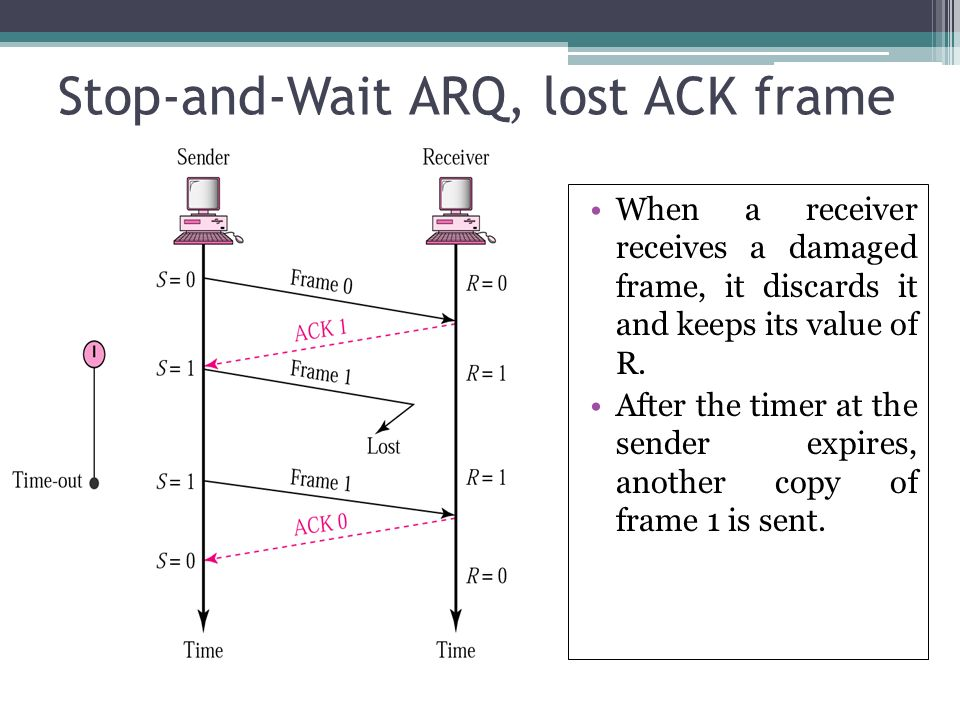 Stop-and-Wait ARQ, lost ACK frame
Sender
Receiver
S = 0
Frame 0
R = 0
ACK 1
S = 1
Frame 1
R = 1
Lost
Time-out
S = 1
Frame 1
R = 1
ACK 0
S = 0
R = 0
Time
Time
• When a receiver
receives a damaged
frame, it discards it
and keeps its value of
R.
• After the timer at the
sender expires,
another copy of
frame 1 is sent.